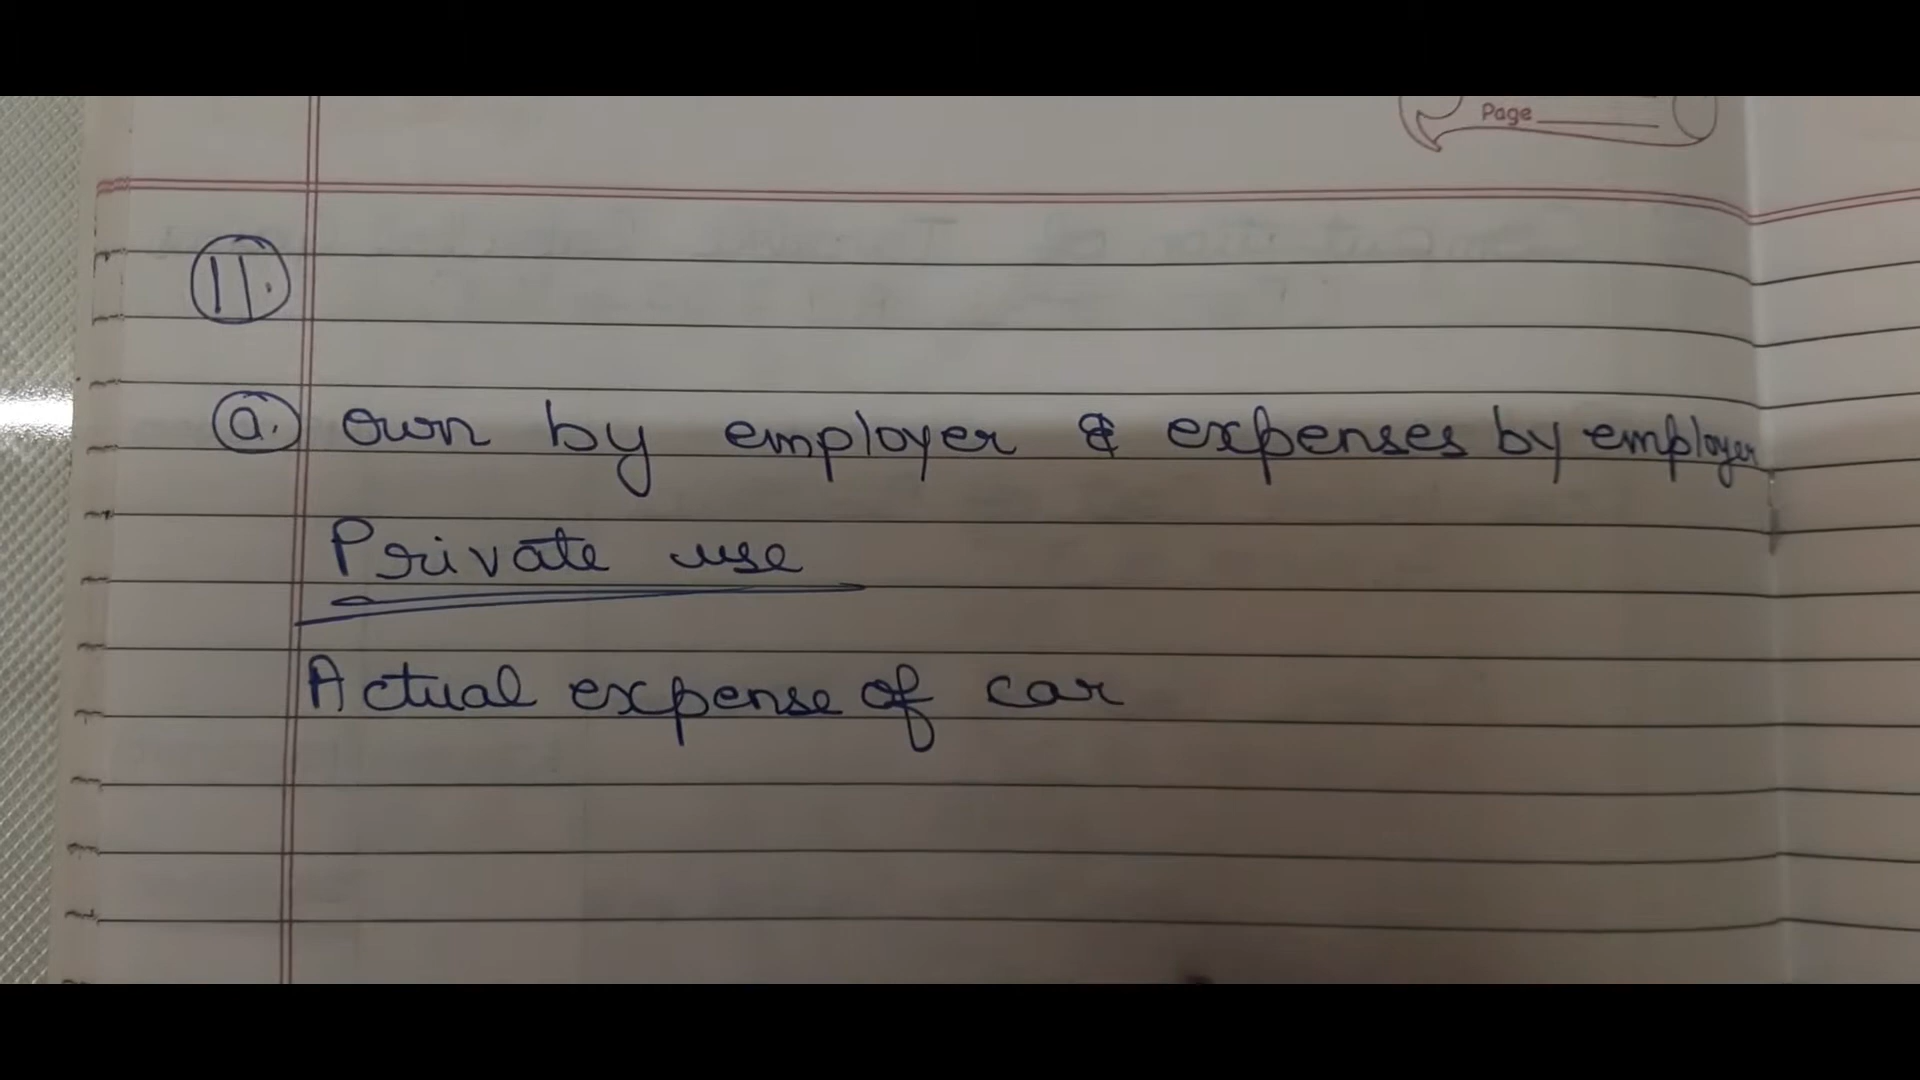 Page
11.
a. own by employer & expenses by employer
Private use
Actual expense of car